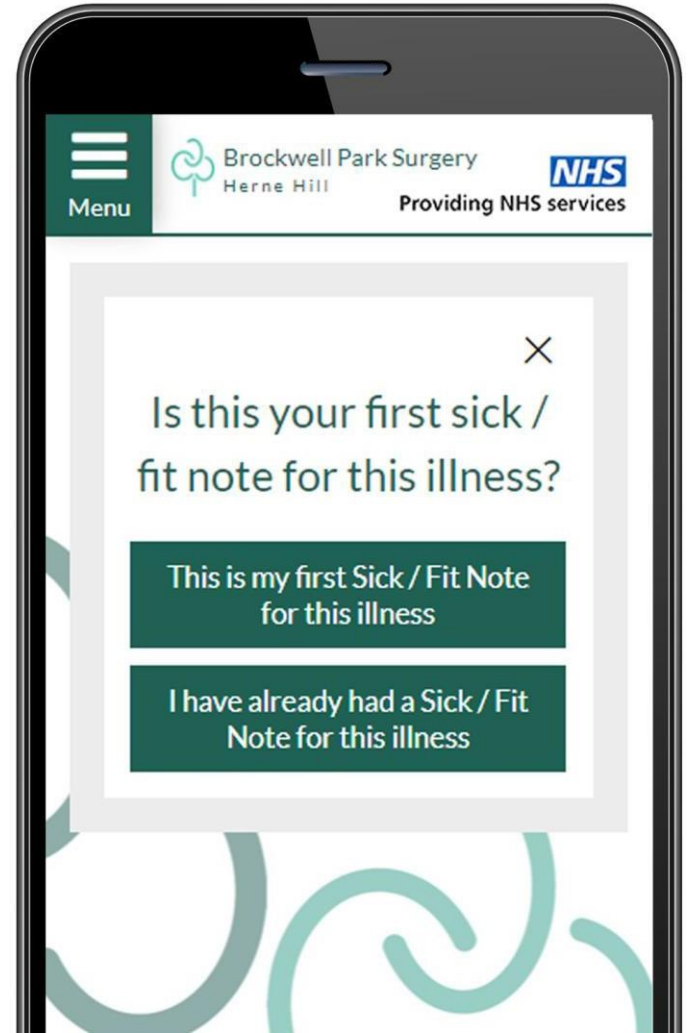 Menu
Brockwell Park Surgery
Herne Hill
NHS
Providing NHS services
Is this your first sick /
fit note for this illness?
This is my first Sick / Fit Note
for this illness
I have already had a Sick / Fit
Note for this illness